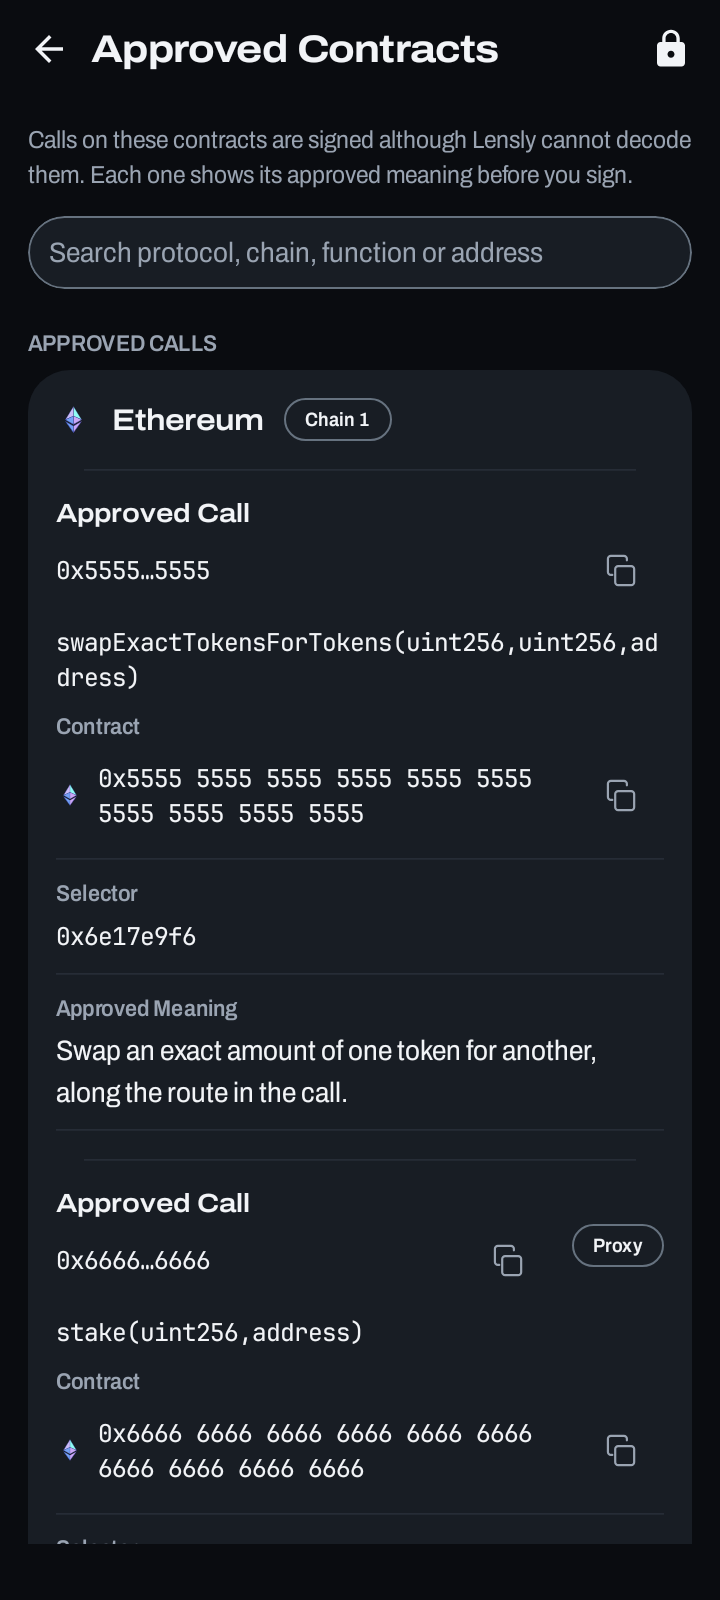 Approved Contracts
Calls on these contracts are signed although Lensly cannot decode
them. Each one shows its approved meaning before you sign.
Search protocol, chain, function or address
APPROVED CALLS
Ethereum
Chain 1
Approved Call
0x5555…5555
swapExactTokensForTokens(uint256,uint256,ad
dress)
Contract
0x5555 5555 5555 5555 5555 5555
5555 5555 5555 5555
Selector
0x6e17e9f6
Approved Meaning
Swap an exact amount of one token for another,
along the route in the call.
Approved Call
0x6666…6666
Proxy
stake(uint256,address)
Contract
0x6666 6666 6666 6666 6666 6666
6666 6666 6666 6666